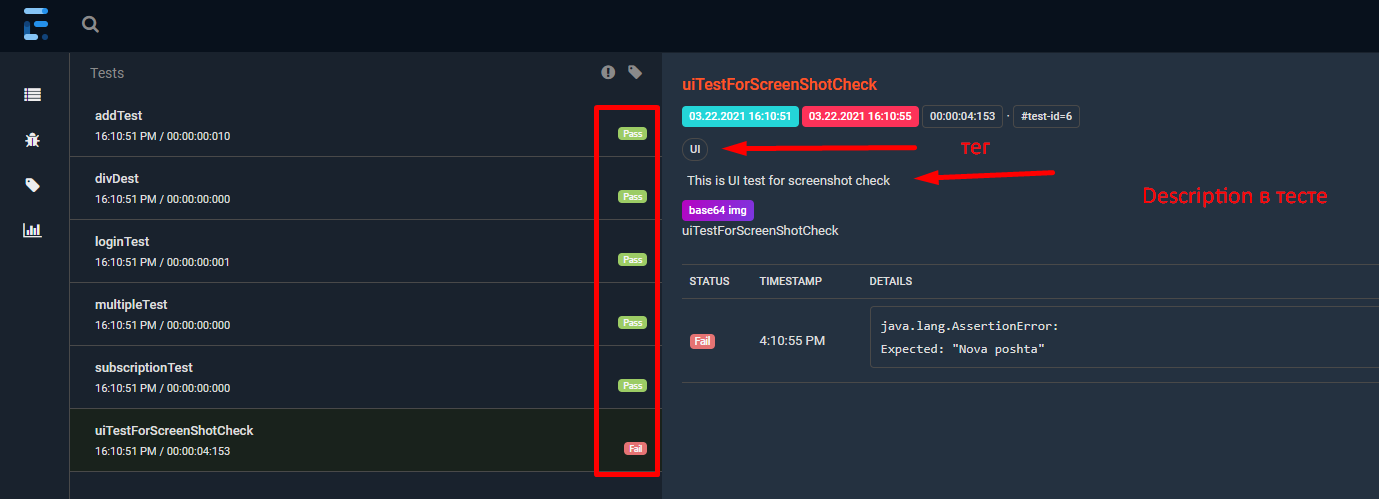 Tests
addTest
16:10:51 PM / 00:00:00:010
Pass
divDest
16:10:51 PM / 00:00:00:000
Pass
loginTest
16:10:51 PM / 00:00:00:001
Pass
multipleTest
16:10:51 PM / 00:00:00:000
Pass
subscriptionTest
16:10:51 PM / 00:00:00:000
Pass
uiTestForScreenShotCheck
16:10:51 PM / 00:00:04:153
Fail
uiTestForScreenShotCheck
03.22.2021 16:10:51 03.22.2021 16:10:55 00:00:04:153 · #test-id=6
UI тег
This is UI test for screenshot check
Description в тесте
base64 img
uiTestForScreenShotCheck
STATUS TIMESTAMP DETAILS
Fail 4:10:55 PM
java.lang.AssertionError:
Expected: "Nova poshta"